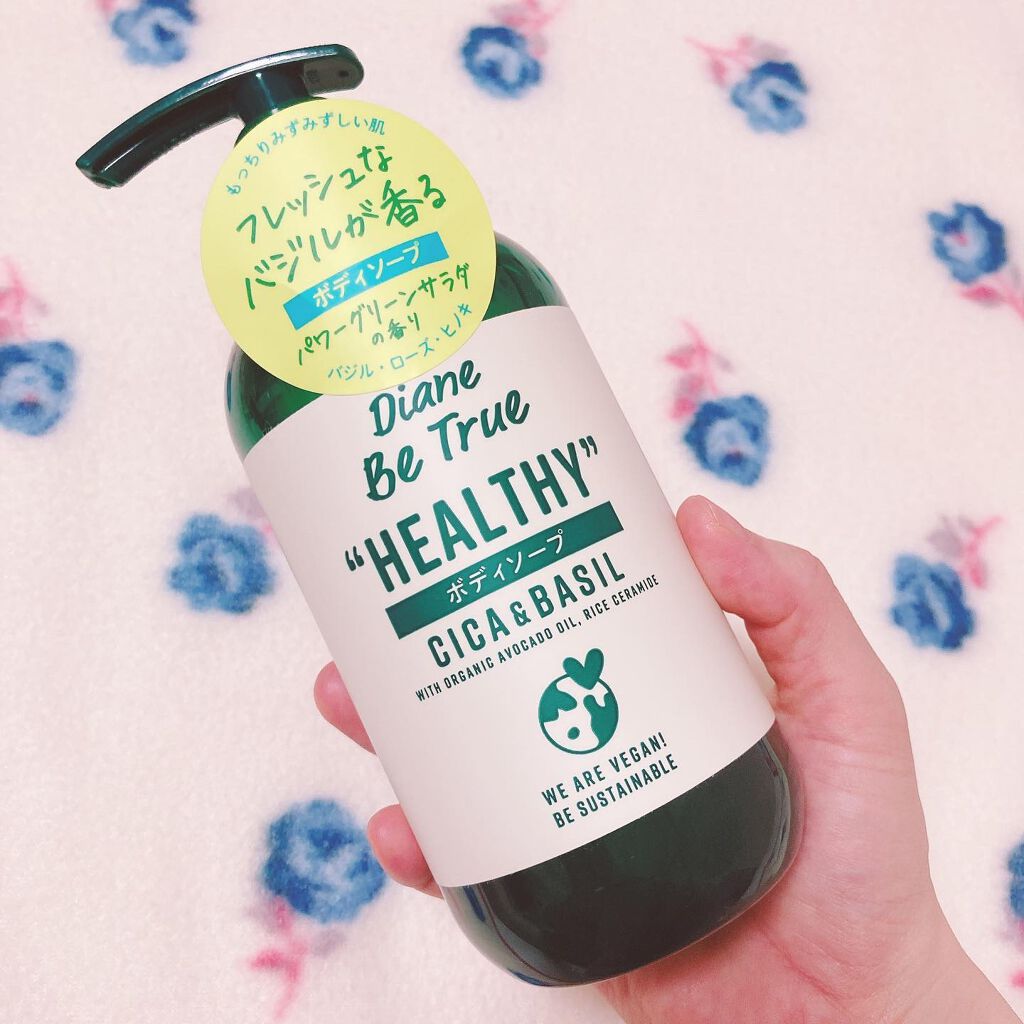 もっちりみずみずしい肌
フレッシュな
バジルが香る
ボディソープ
パワーグリーンサラダ
の香り
バジル・ローズ・ヒノキ
Diane
Be True
“HEALTHY”
ボディソープ
CICA & BASIL
WITH ORGANIC AVOCADO OIL, RICE CERAMIDE
WE ARE VEGAN!
BE SUSTAINABLE